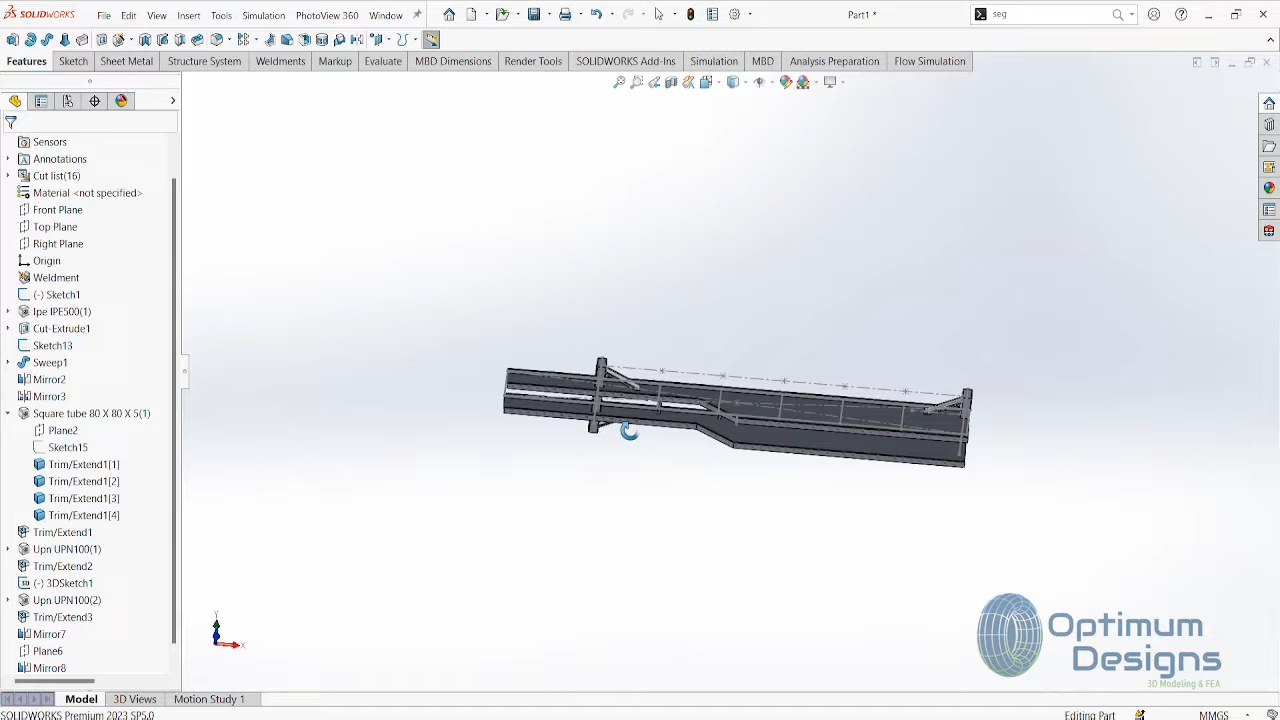 SOLIDWORKS File Edit View Insert Tools Simulation PhotoView 360 Window Part1 * seg
Features Sketch Sheet Metal Structure System Weldments Markup Evaluate MBD Dimensions Render Tools SOLIDWORKS Add-Ins Simulation MBD Analysis Preparation Flow Simulation
Sensors
Annotations
Cut list(16)
Material <not specified>
Front Plane
Top Plane
Right Plane
Origin
Weldment
(-) Sketch1
Ipe IPE500(1)
Cut-Extrude1
Sketch13
Sweep1
Mirror2
Mirror3
Square tube 80 X 80 X 5(1)
Plane2
Sketch15
Trim/Extend1[1]
Trim/Extend1[2]
Trim/Extend1[3]
Trim/Extend1[4]
Trim/Extend1
Upn UPN100(1)
Trim/Extend2
3D (-) 3DSketch1
Upn UPN100(2)
Trim/Extend3
Mirror7
Plane6
Mirror8
Y
X
Optimum
Designs
3D Modeling & FEA
Model 3D Views Motion Study 1
SOLIDWORKS Premium 2023 SP5.0 Editing Part MMGS